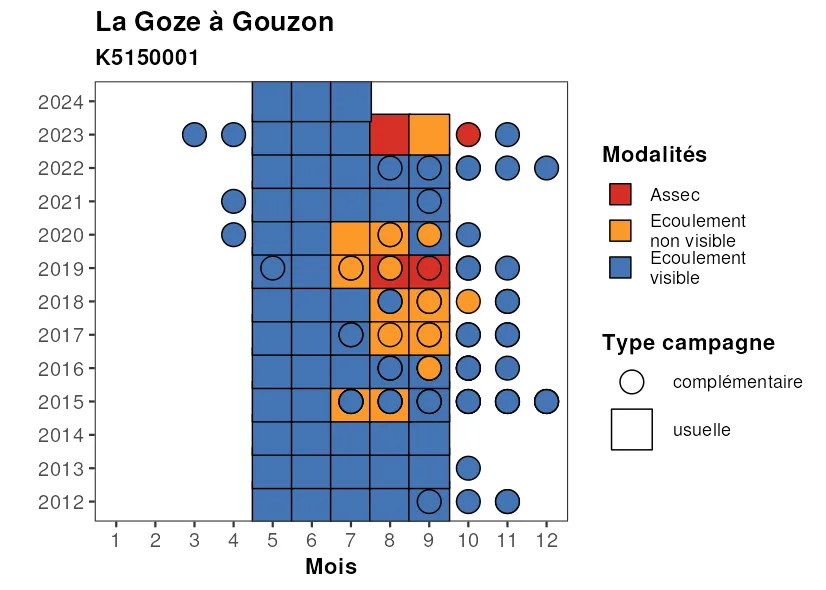 La Goze à Gouzon
K5150001
2024
2023
2022
2021
2020
2019
2018
2017
2016
2015
2014
2013
2012
1 2 3 4 5 6 7 8 9 10 11 12
Mois
Modalités
Assec
Ecoulement
non visible
Ecoulement
visible
Type campagne
complémentaire
usuelle